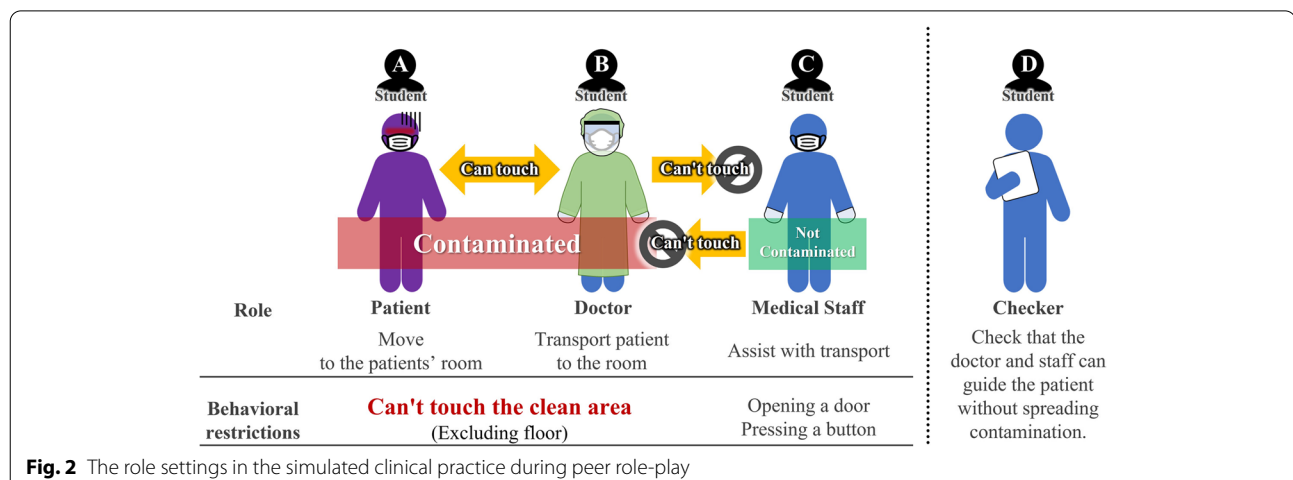 A
Student
B
Student
C
Student
D
Student
Can touch
Can't touch
Contaminated
Can't touch
Not
Contaminated
Role
Patient
Doctor
Medical Staff
Checker
Move
to the patients' room
Transport patient
to the room
Assist with transport
Check that the
doctor and staff can
guide the patient
without spreading
contamination.
Behavioral
restrictions
Can't touch the clean area
(Excluding floor)
Opening a door
Pressing a button
Fig. 2 The role settings in the simulated clinical practice during peer role-play